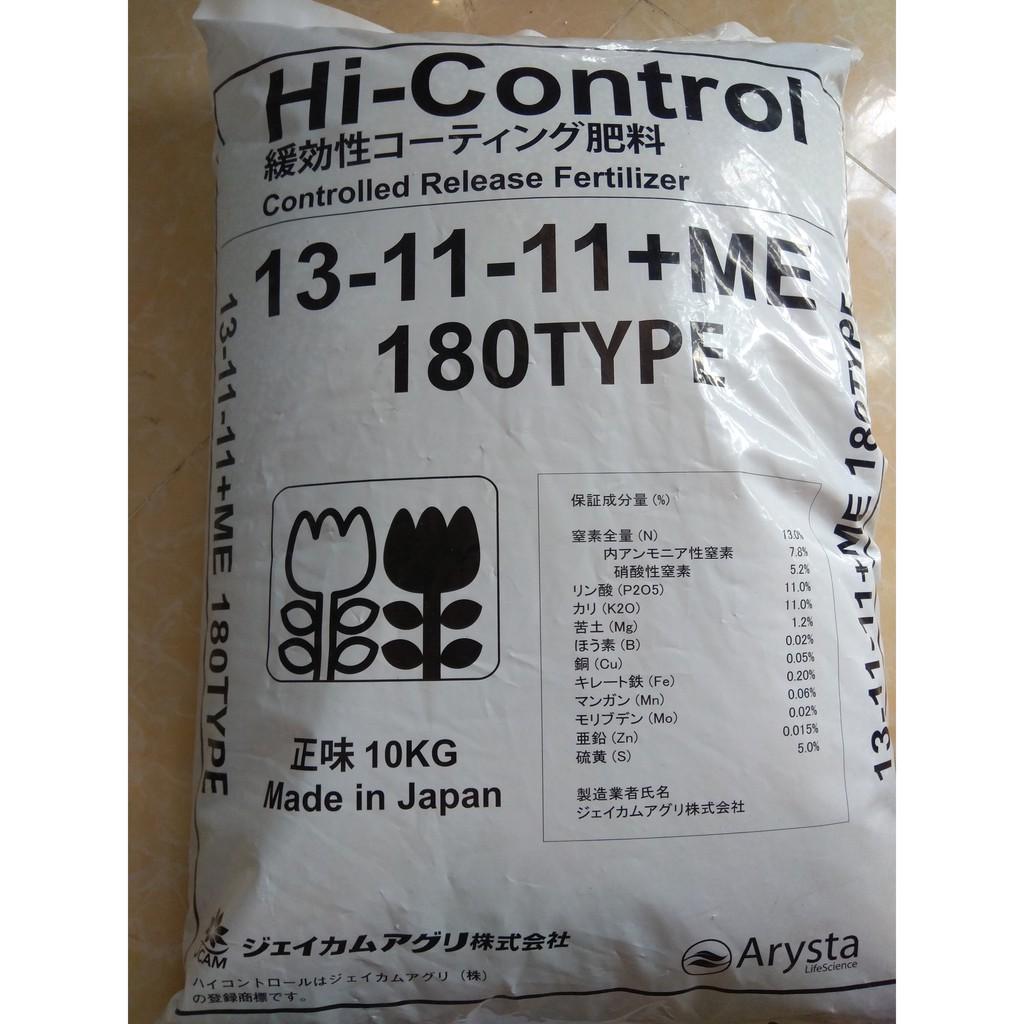 Hi-Control
緩効性コーティング肥料
Controlled Release Fertilizer
13-11-11+ME
180TYPE
13-11-11+ME 180TYPE
13-11-11+ME 180TYPE
保証成分量(%)
窒素全量(N) 13.0%
内アンモニア性窒素 7.8%
硝酸性窒素 5.2%
リン酸(P2O5) 11.0%
カリ(K2O) 11.0%
苦土(Mg) 1.2%
ほう素(B) 0.02%
銅(Cu) 0.05%
キレート鉄(Fe) 0.20%
マンガン(Mn) 0.06%
モリブデン(Mo) 0.02%
亜鉛(Zn) 0.015%
硫黄(S) 5.0%
製造業者氏名
ジェイカムアグリ株式会社
正味 10KG
Made in Japan
JCAM
ジェイカムアグリ株式会社
ハイコントロールはジェイカムアグリ(株)
の登録商標です。
Arysta
LifeScience